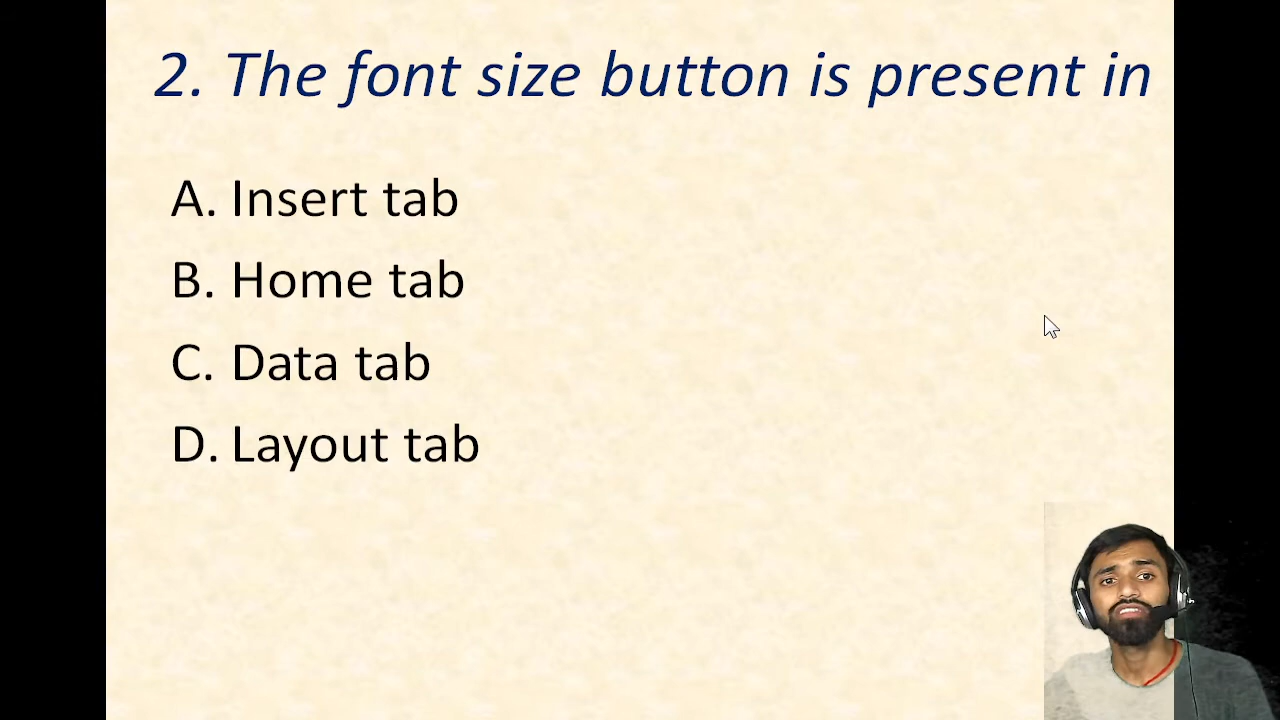 2. The font size button is present in
A. Insert tab
B. Home tab
C. Data tab
D. Layout tab